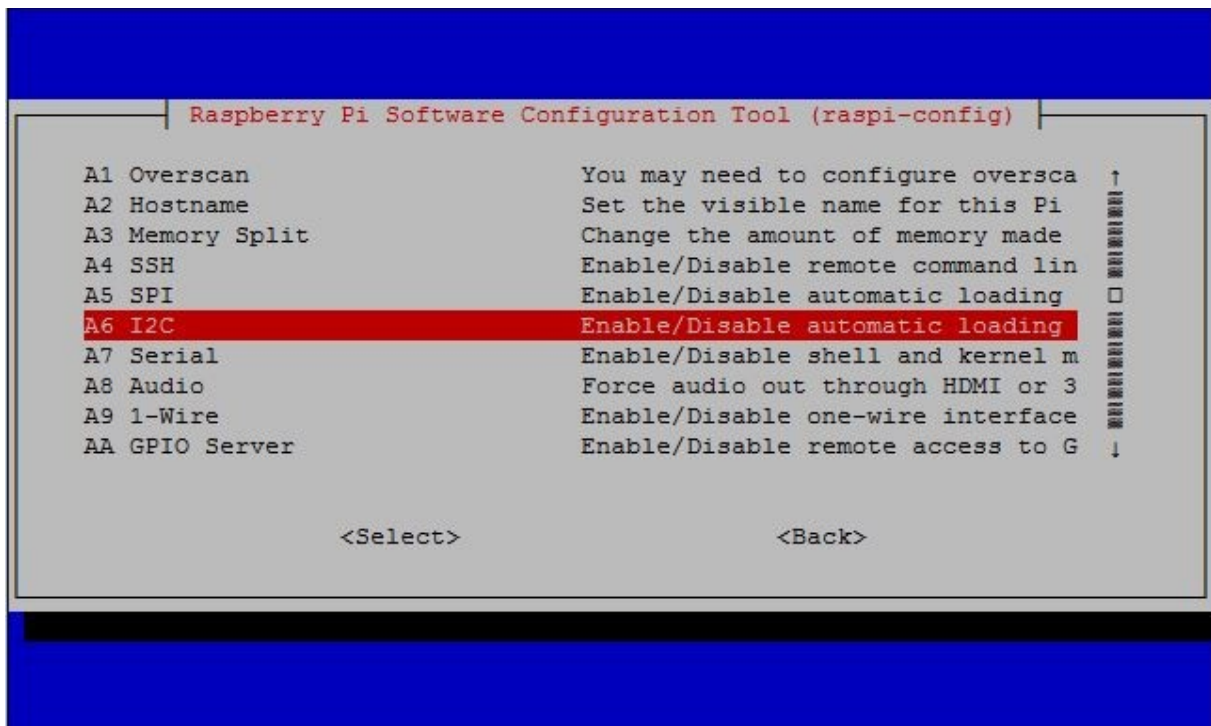 Raspberry Pi Software Configuration Tool (raspi-config)
A1 Overscan You may need to configure oversca
A2 Hostname Set the visible name for this Pi
A3 Memory Split Change the amount of memory made
A4 SSH Enable/Disable remote command lin
A5 SPI Enable/Disable automatic loading
A6 I2C Enable/Disable automatic loading
A7 Serial Enable/Disable shell and kernel m
A8 Audio Force audio out through HDMI or 3
A9 1-Wire Enable/Disable one-wire interface
AA GPIO Server Enable/Disable remote access to G
<Select> <Back>